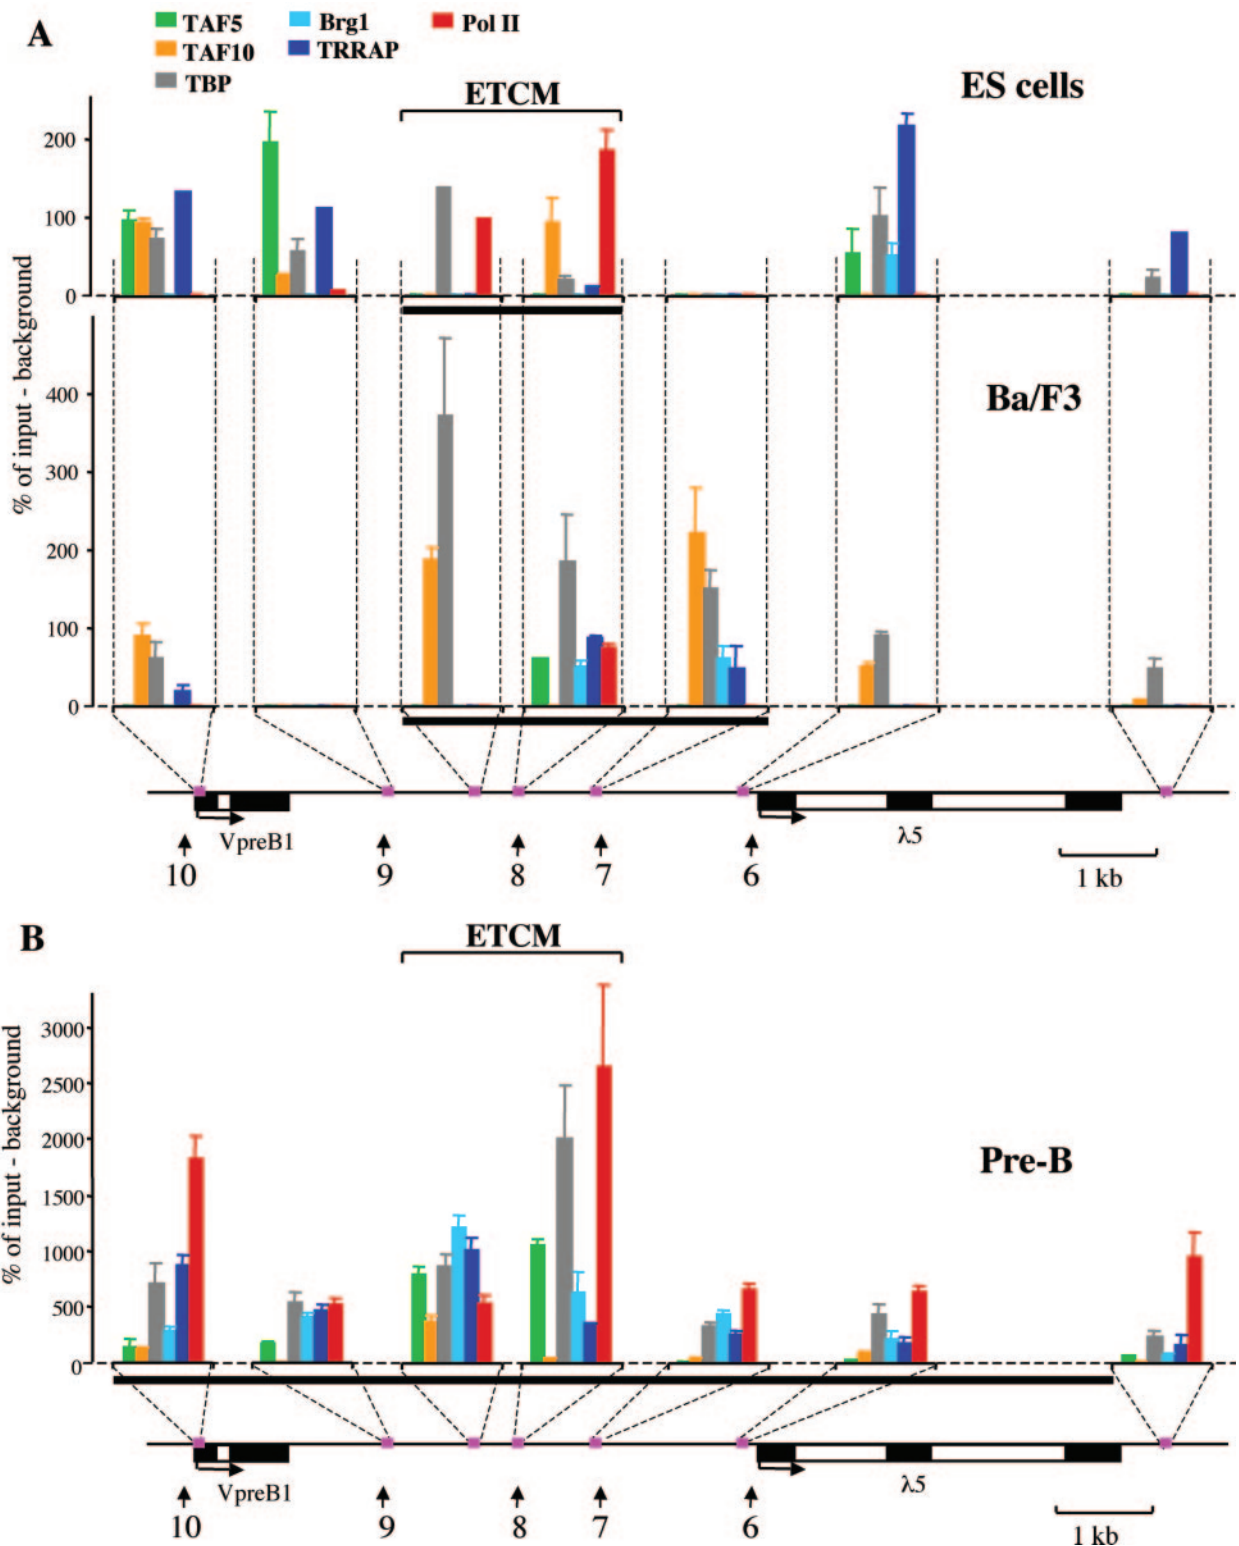 A
TAF5 Brg1 Pol II
TAF10 TRRAP
TBP
ETCM
ES cells
200
100
0
% of input - background
Ba/F3
400
300
200
100
0
VpreB1
λ5
10 9 8 7 6
1 kb
B
ETCM
% of input - background
3000
2500
2000
1500
1000
500
0
Pre-B
VpreB1
λ5
10 9 8 7 6
1 kb